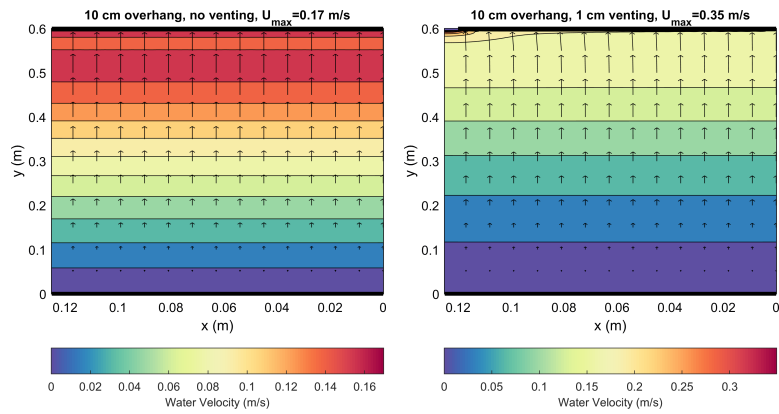 10 cm overhang, no venting, Umax=0.17 m/s
0.6
0.5
0.4
0.3
0.2
0.1
0
y (m)
0.12 0.1 0.08 0.06 0.04 0.02 0
x (m)
0 0.02 0.04 0.06 0.08 0.1 0.12 0.14 0.16
Water Velocity (m/s)
10 cm overhang, 1 cm venting, Umax=0.35 m/s
0.6
0.5
0.4
0.3
0.2
0.1
0
y (m)
0.12 0.1 0.08 0.06 0.04 0.02 0
x (m)
0 0.05 0.1 0.15 0.2 0.25 0.3
Water Velocity (m/s)